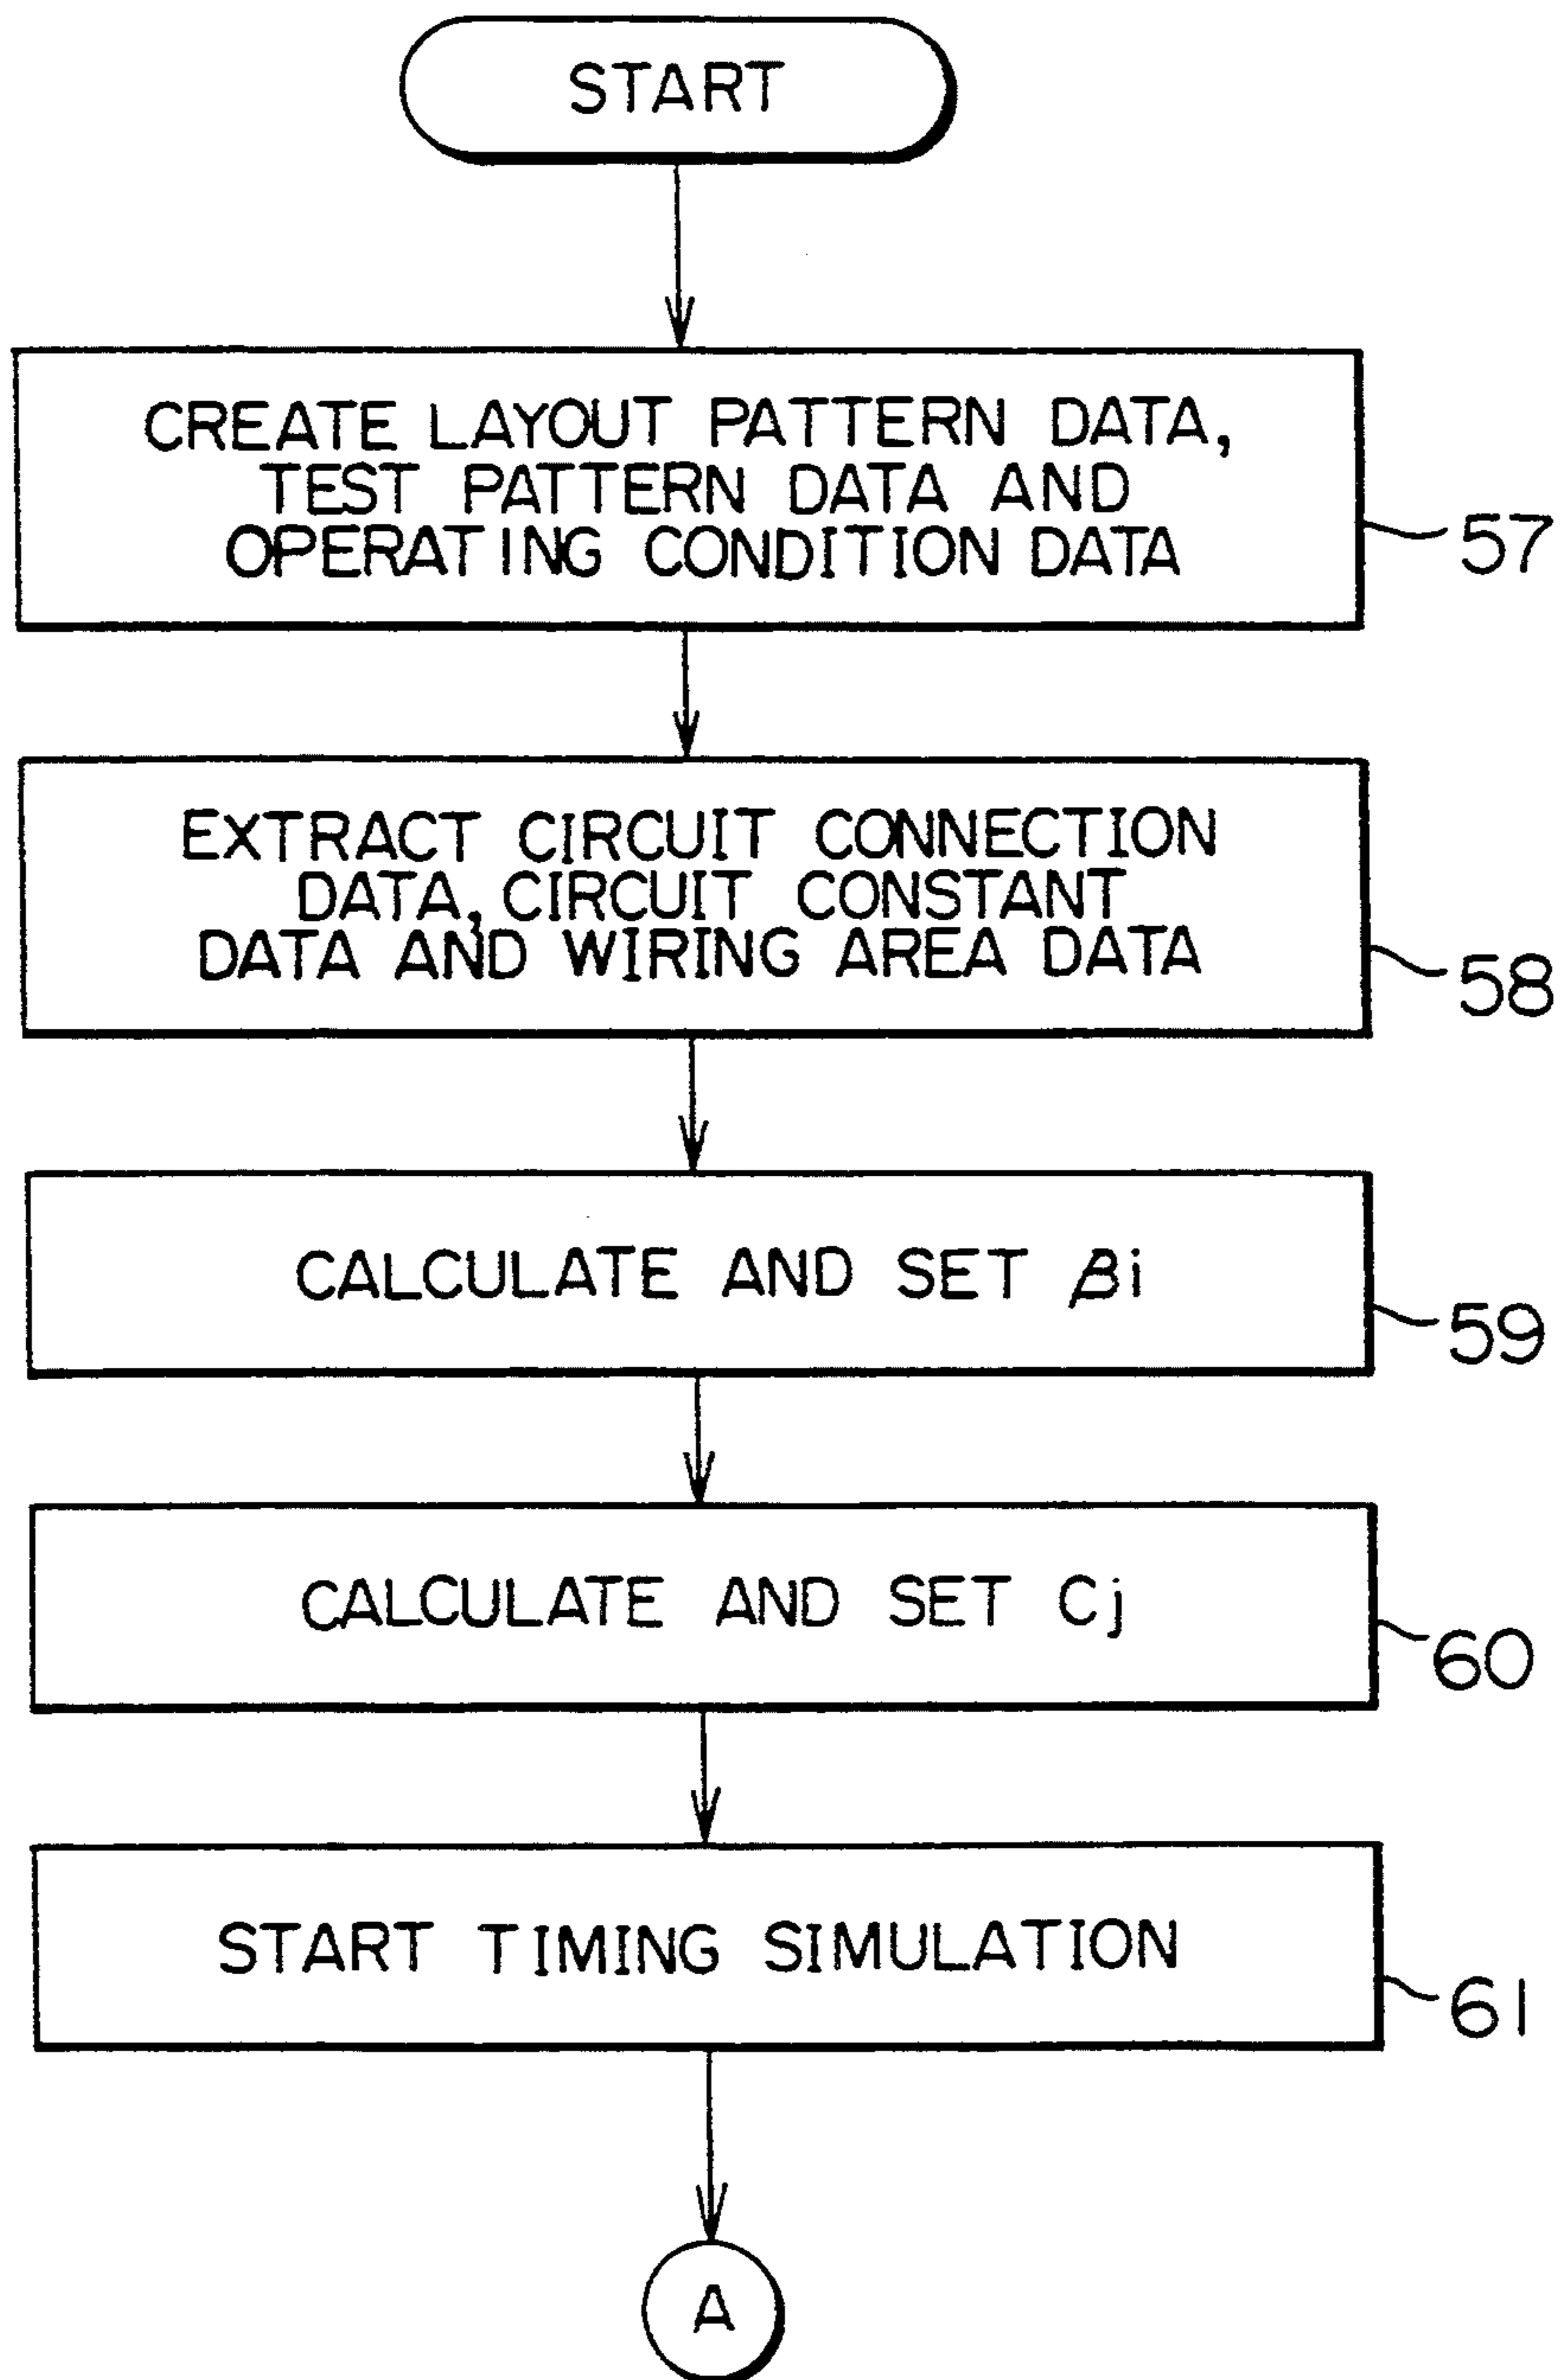 START
CREATE LAYOUT PATTERN DATA,
TEST PATTERN DATA AND
OPERATING CONDITION DATA
57
EXTRACT CIRCUIT CONNECTION
DATA, CIRCUIT CONSTANT
DATA AND WIRING AREA DATA
58
CALCULATE AND SET βi
59
CALCULATE AND SET Cj
60
START TIMING SIMULATION
61
A